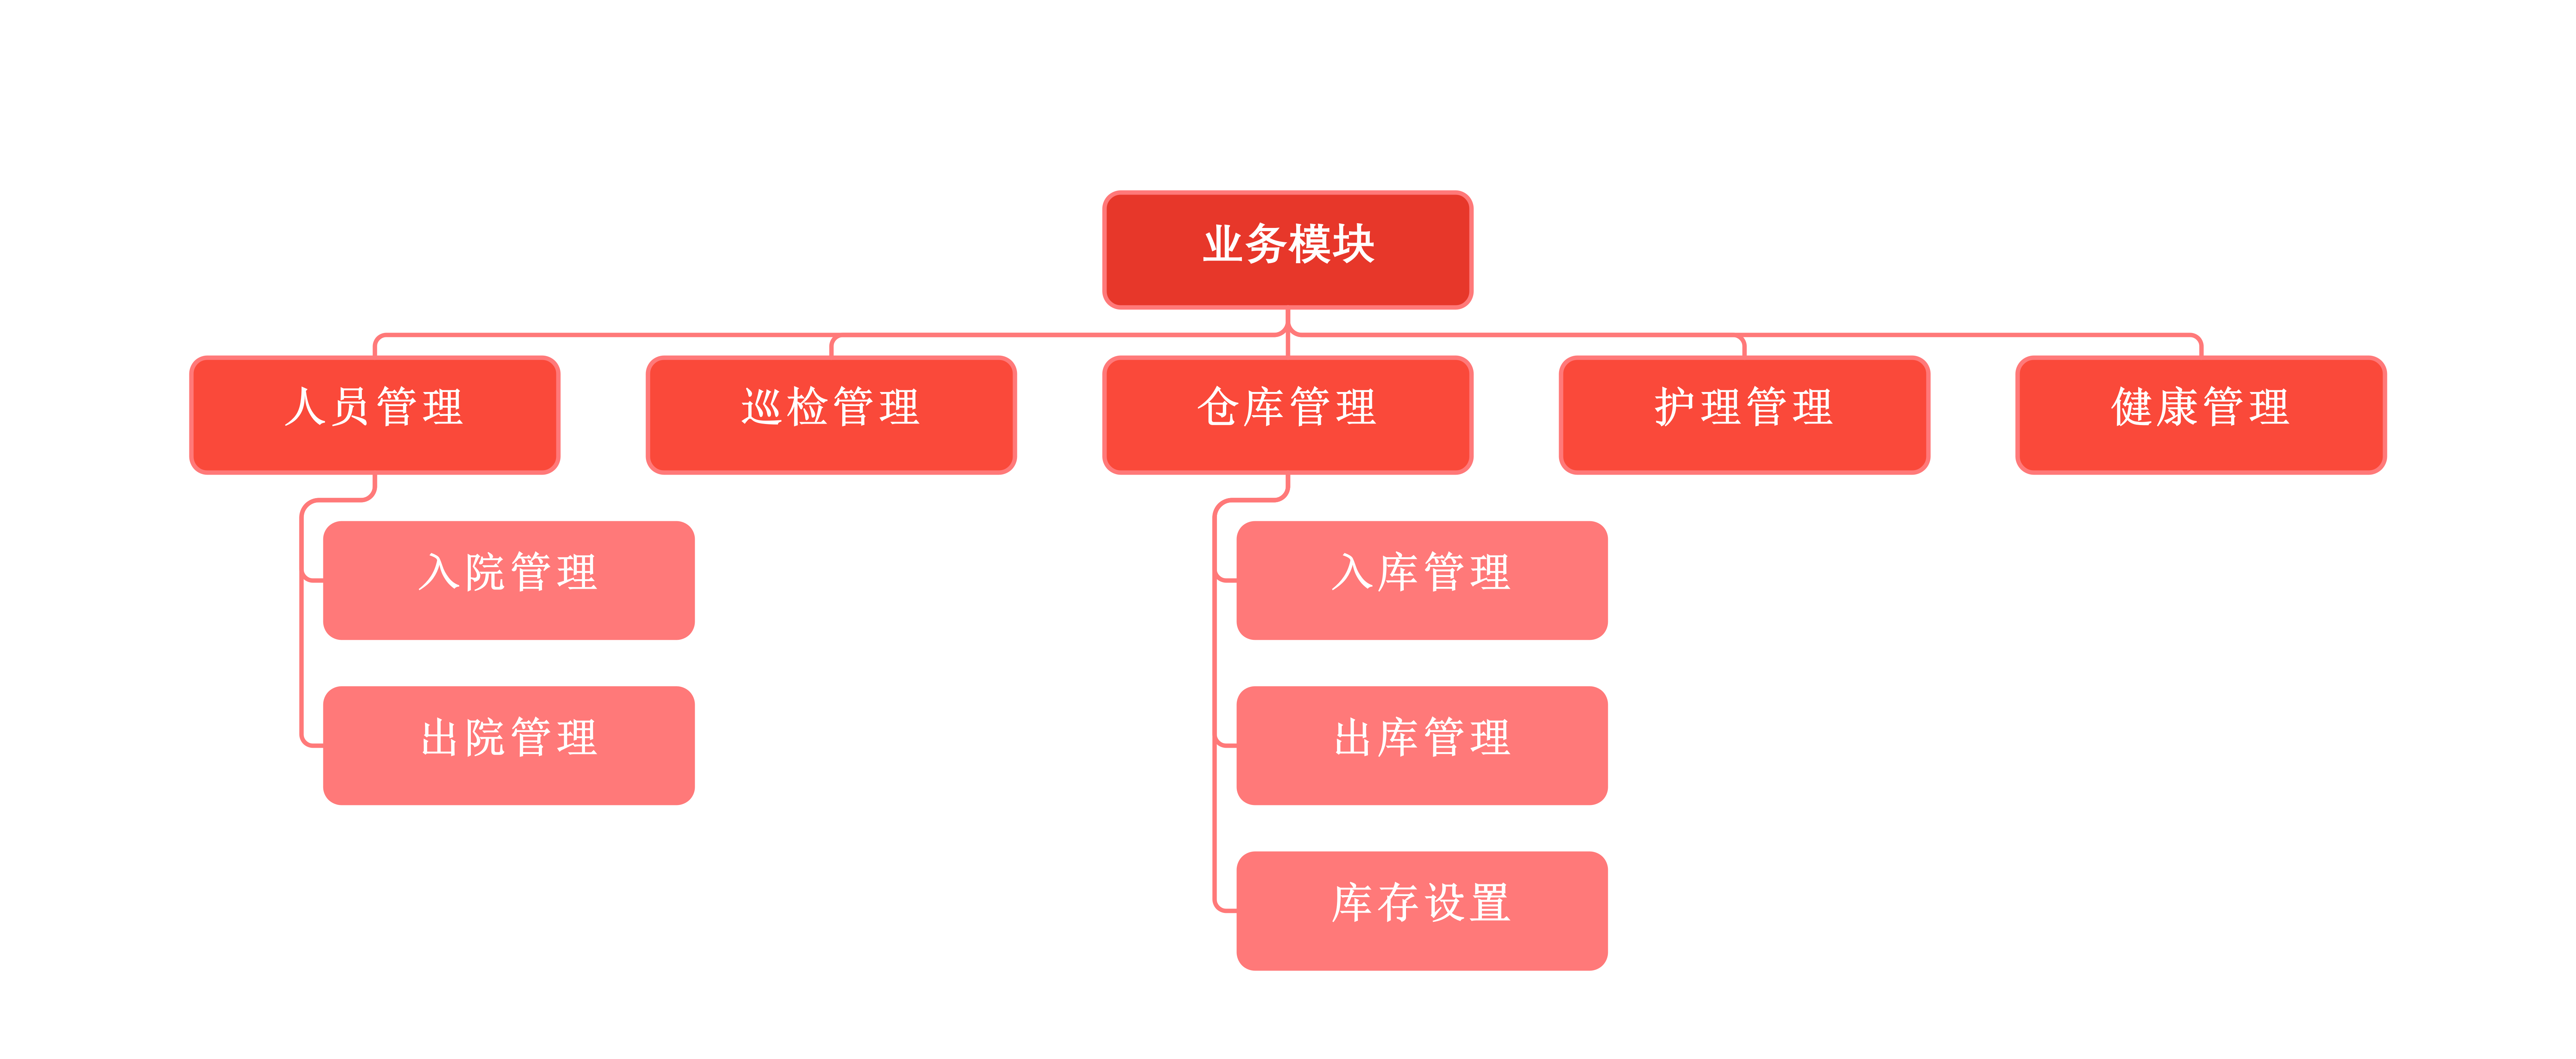 业务模块
人员管理
巡检管理
仓库管理
护理管理
健康管理
入院管理
入库管理
出院管理
出库管理
库存设置